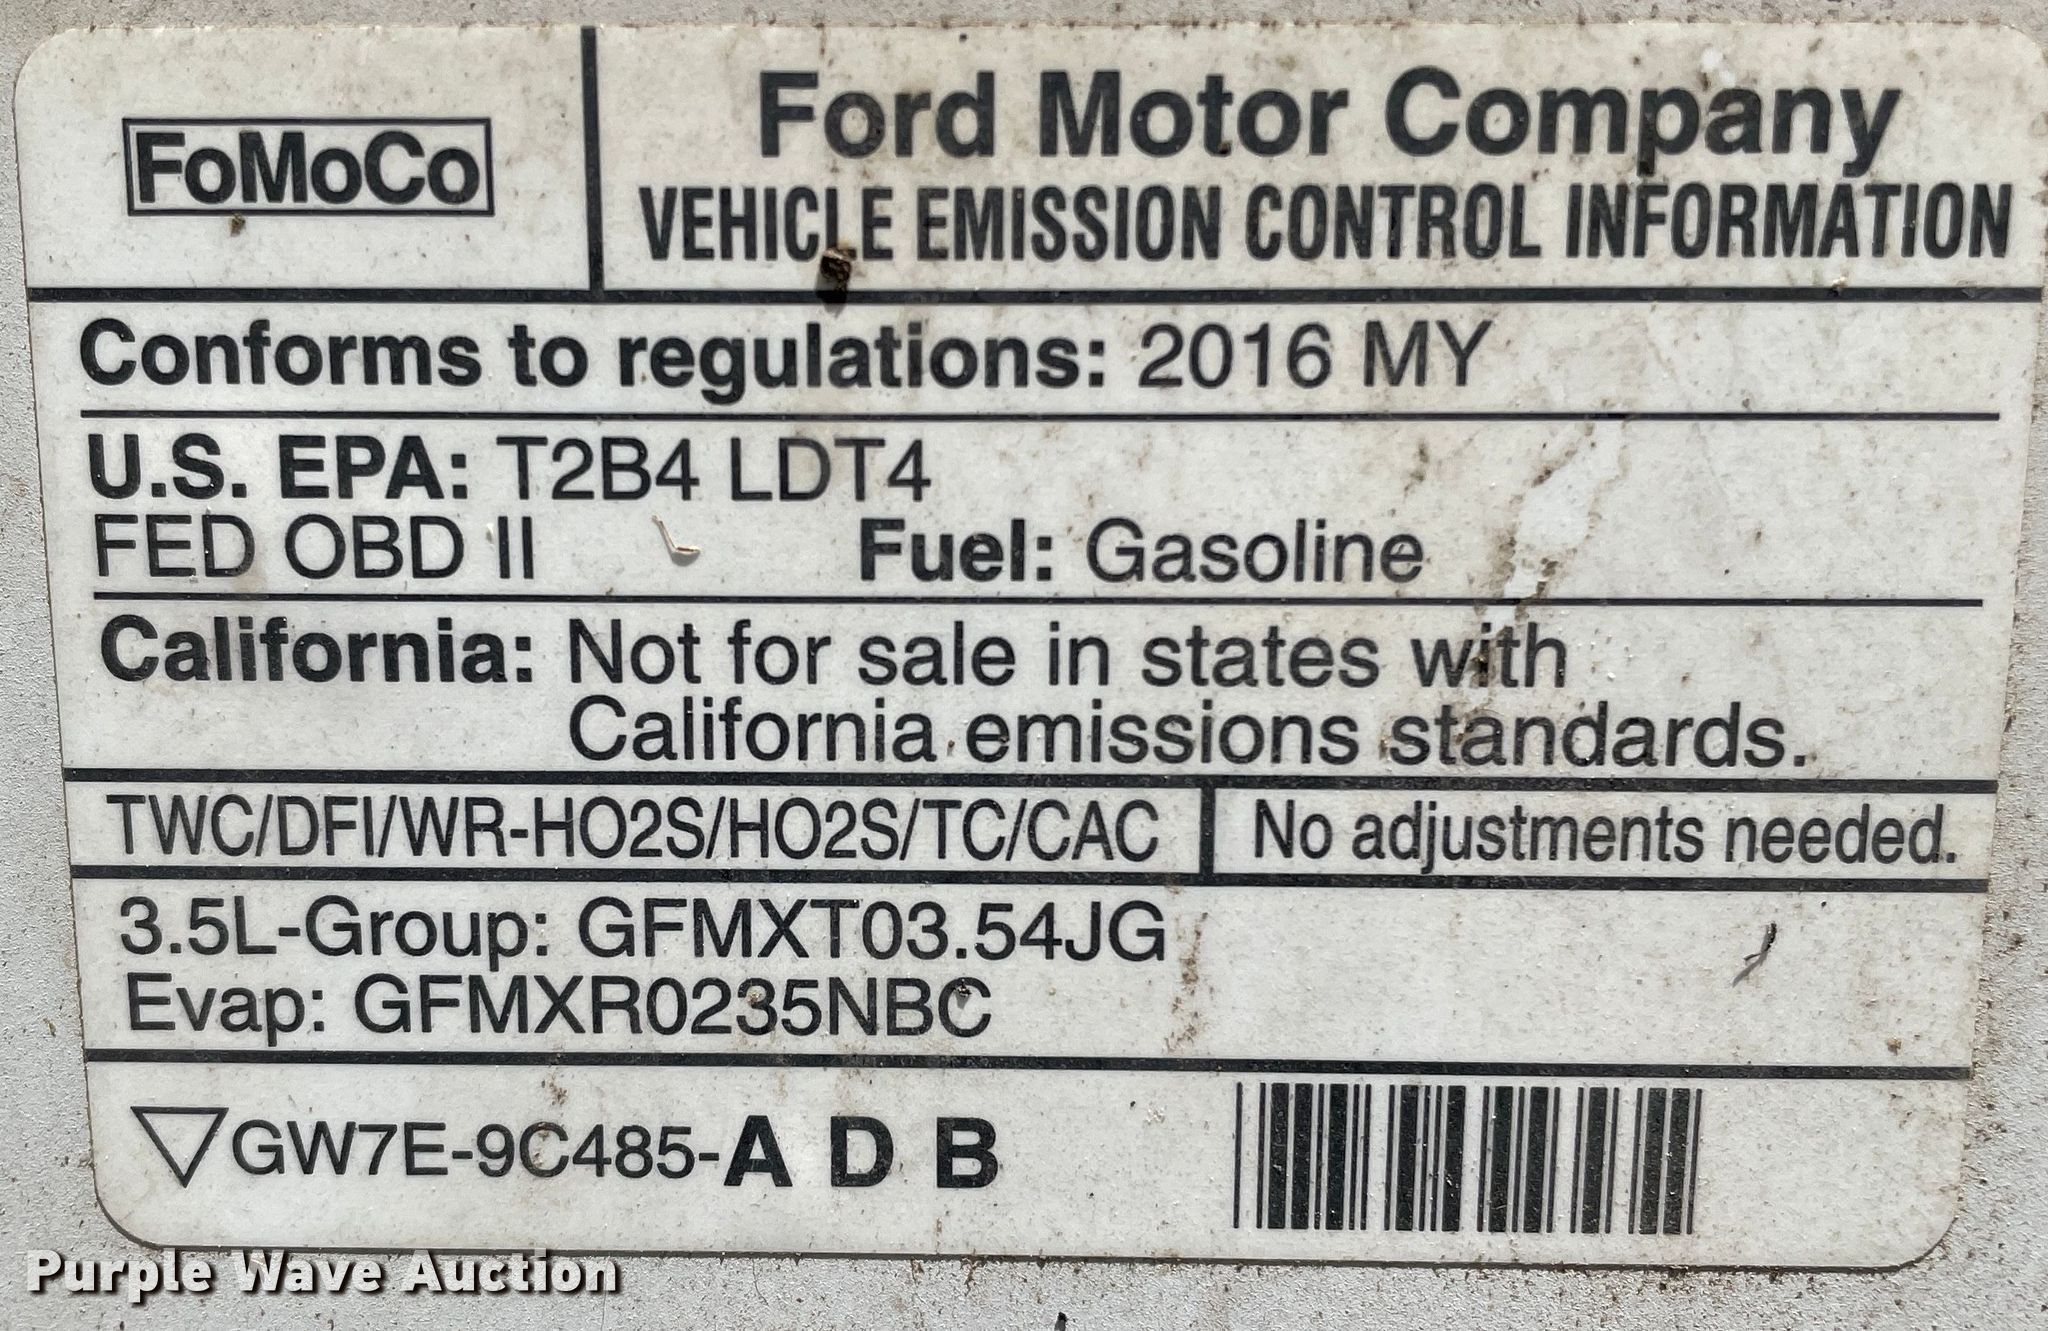 FoMoCo
Ford Motor Company
VEHICLE EMISSION CONTROL INFORMATION
Conforms to regulations: 2016 MY
U.S. EPA: T2B4 LDT4
FED OBD II Fuel: Gasoline
California: Not for sale in states with
California emissions standards.
TWC/DFI/WR-HO2S/HO2S/TC/CAC
No adjustments needed.
3.5L-Group: GFMXT03.54JG
Evap: GFMXR0235NBC
GW7E-9C485-A D B
Purple Wave Auction